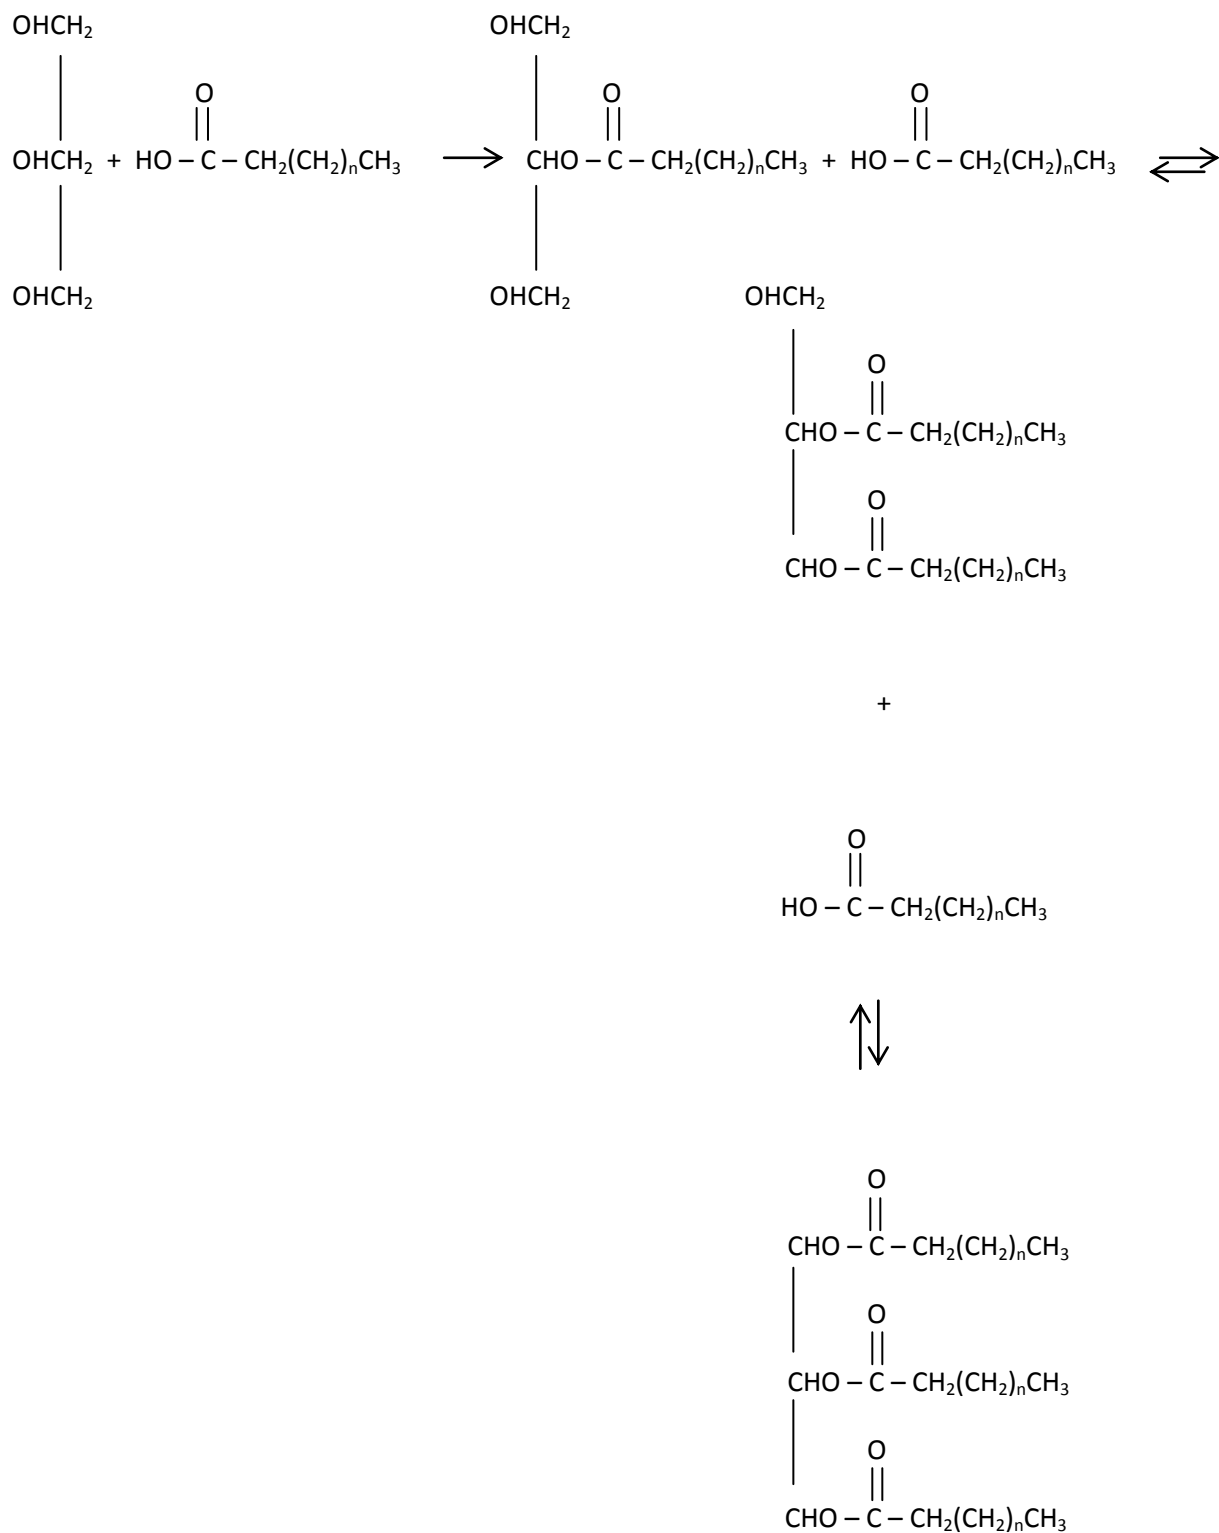 OHCH₂ OHCH₂
O O O
OHCH₂ + HO – C – CH₂(CH₂)ₙCH₃ CHO – C – CH₂(CH₂)ₙCH₃ + HO – C – CH₂(CH₂)ₙCH₃
OHCH₂ OHCH₂ OHCH₂
O
CHO – C – CH₂(CH₂)ₙCH₃
O
CHO – C – CH₂(CH₂)ₙCH₃
+
O
HO – C – CH₂(CH₂)ₙCH₃
O
CHO – C – CH₂(CH₂)ₙCH₃
O
CHO – C – CH₂(CH₂)ₙCH₃
O
CHO – C – CH₂(CH₂)ₙCH₃